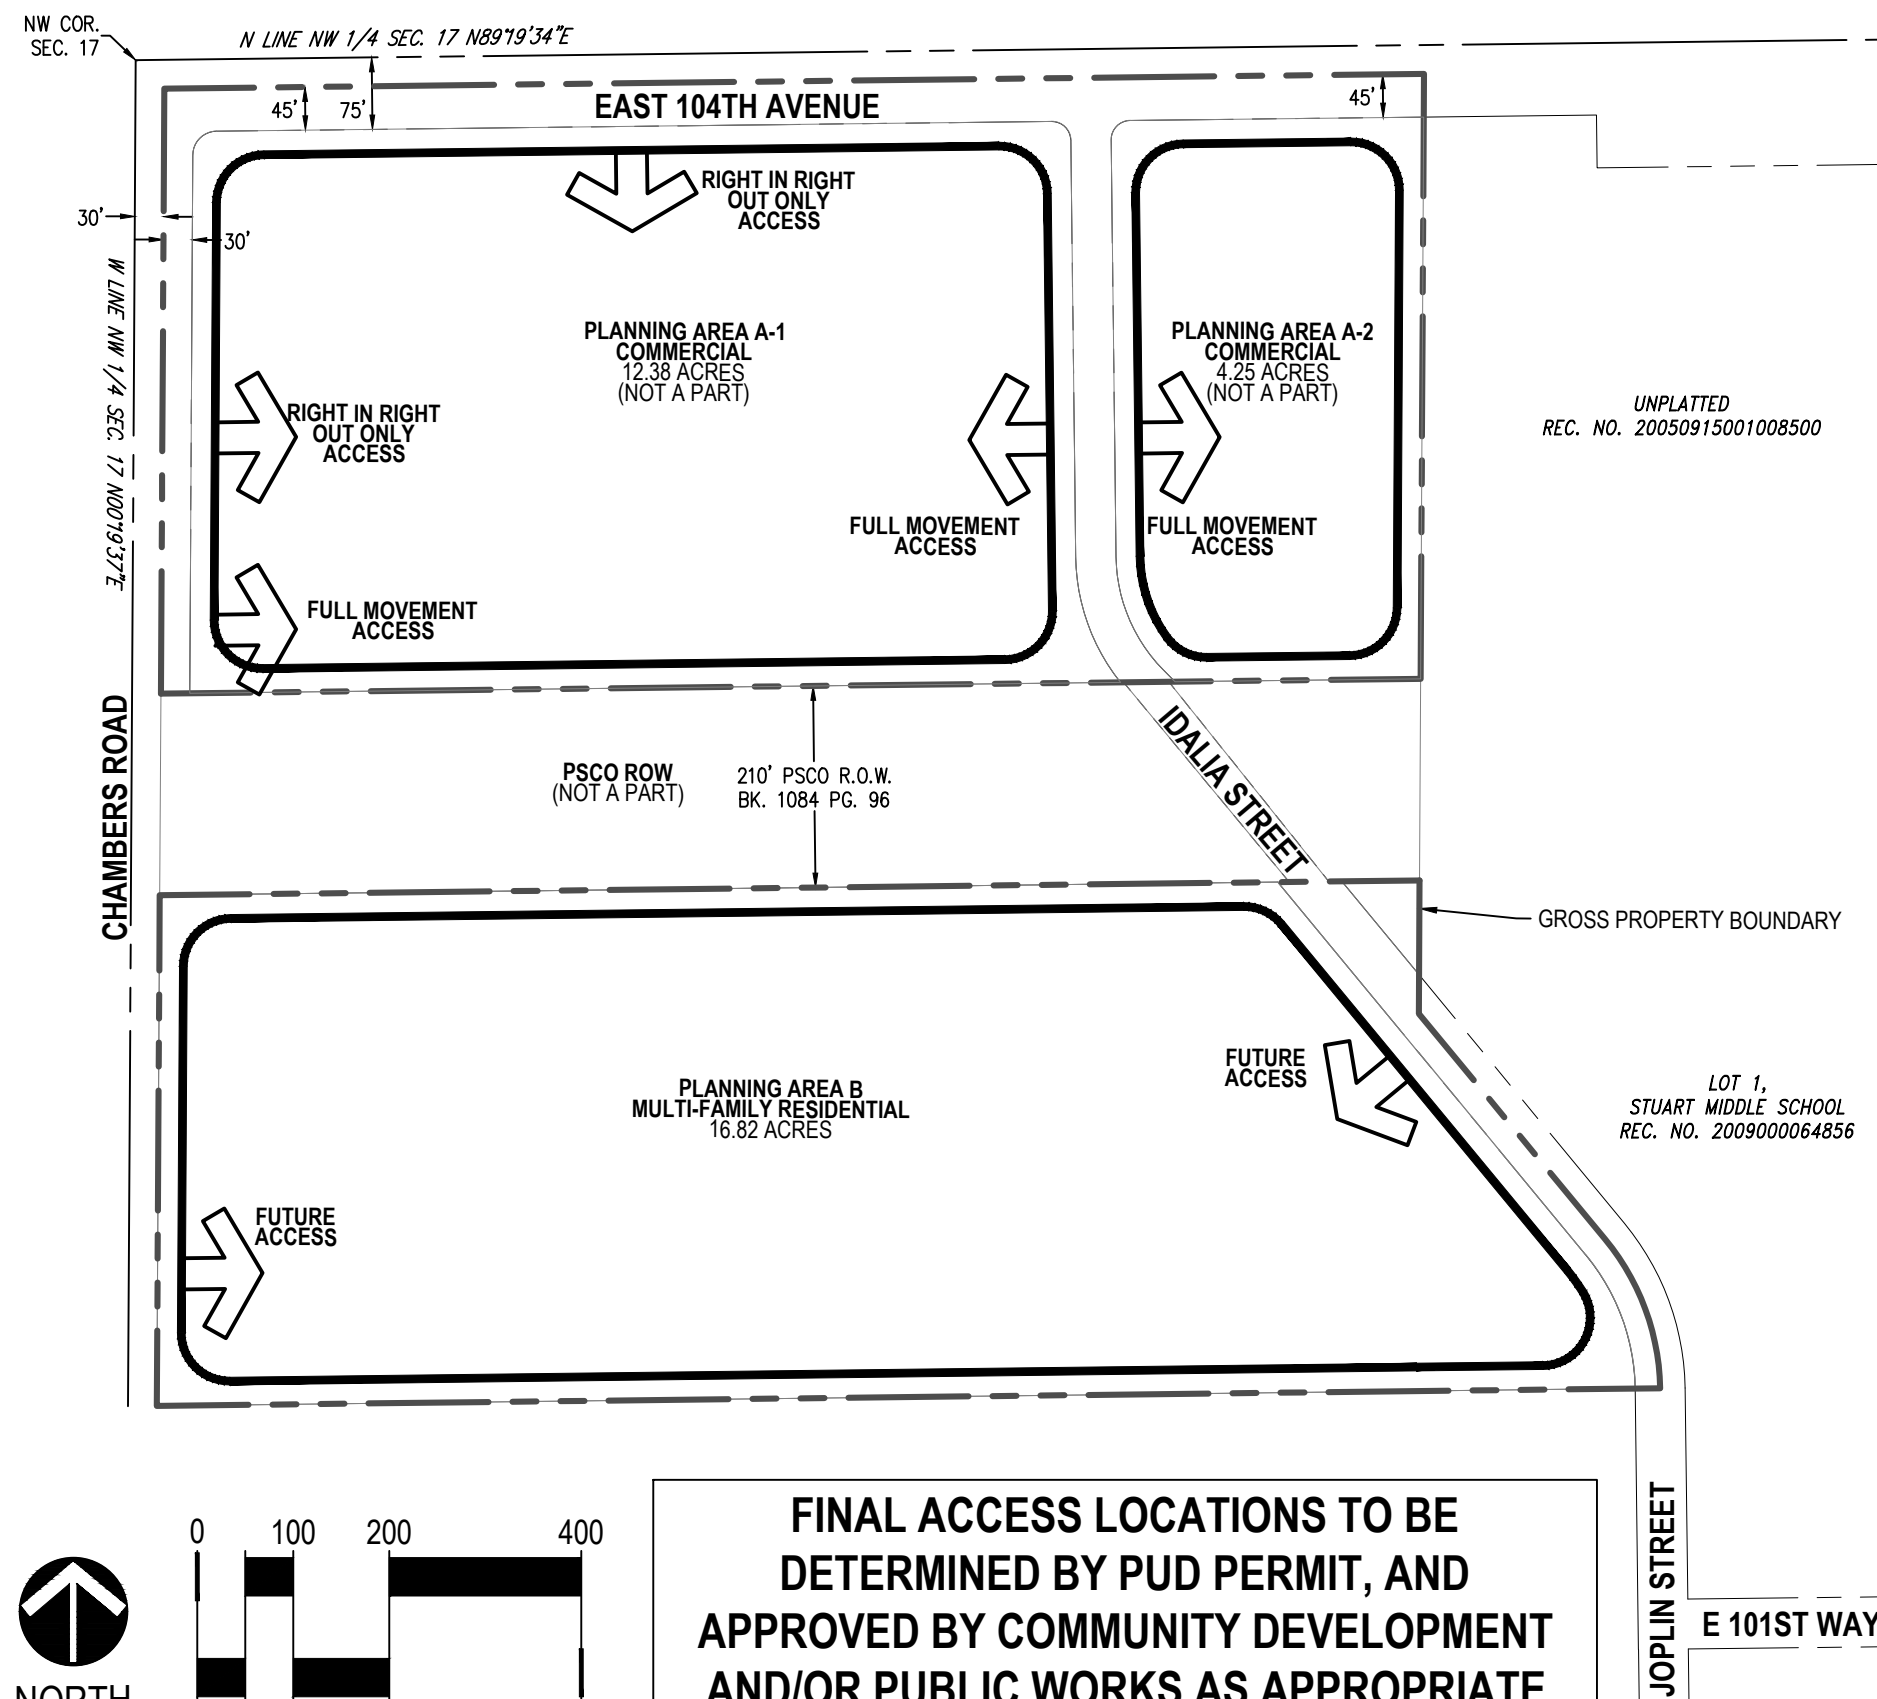 NW COR.
SEC. 17
N LINE NW 1/4 SEC. 17 N89°19'34"E
45'
75'
EAST 104TH AVENUE
45'
RIGHT IN RIGHT
OUT ONLY
ACCESS
30'
30'
W LINE NW 1/4 SEC. 17 N00°19'37"E
PLANNING AREA A-1
COMMERCIAL
12.38 ACRES
(NOT A PART)
PLANNING AREA A-2
COMMERCIAL
4.25 ACRES
(NOT A PART)
UNPLATTED
REC. NO. 20050915001008500
RIGHT IN RIGHT
OUT ONLY
ACCESS
FULL MOVEMENT
ACCESS
FULL MOVEMENT
ACCESS
FULL MOVEMENT
ACCESS
CHAMBERS ROAD
PSCO ROW
(NOT A PART)
210' PSCO R.O.W.
BK. 1084 PG. 96
IDALIA STREET
GROSS PROPERTY BOUNDARY
FUTURE
ACCESS
PLANNING AREA B
MULTI-FAMILY RESIDENTIAL
16.82 ACRES
LOT 1,
STUART MIDDLE SCHOOL
REC. NO. 2009000064856
FUTURE
ACCESS
0 100 200 400
NORTH
FINAL ACCESS LOCATIONS TO BE
DETERMINED BY PUD PERMIT, AND
APPROVED BY COMMUNITY DEVELOPMENT
AND/OR PUBLIC WORKS AS APPROPRIATE
JOPLIN STREET
E 101ST WAY